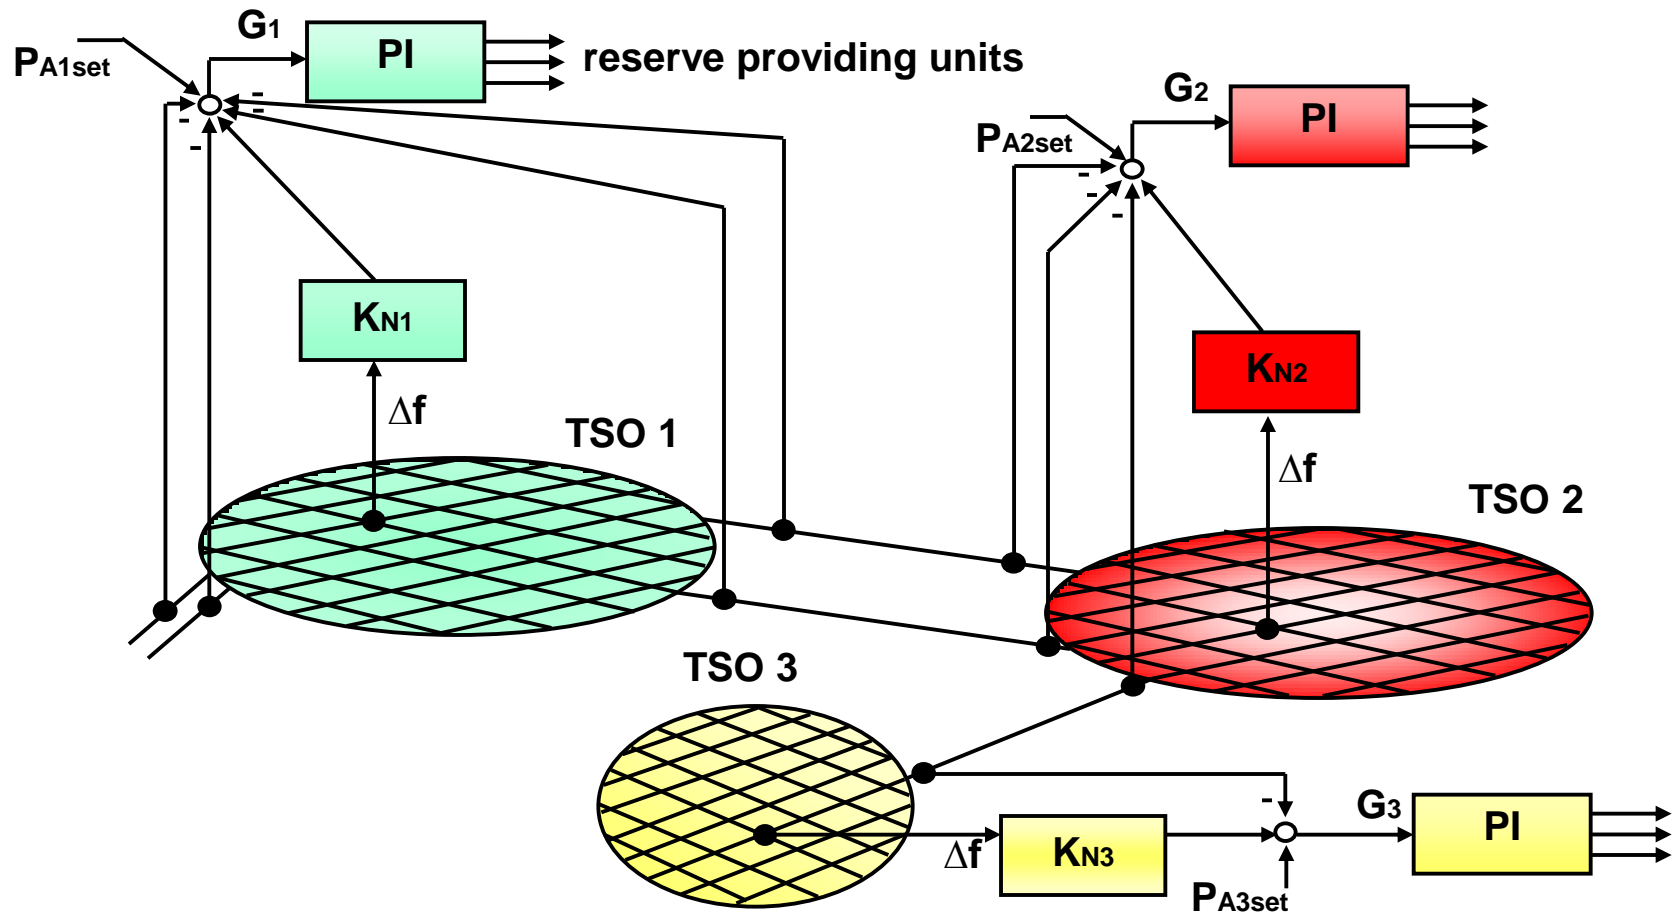 G1
PI
reserve providing units
PA1set
-
-
-
-
G2
PI
PA2set
-
-
-
KN1
KN2
Δf
TSO 1
Δf
TSO 2
TSO 3
-
G3
PI
Δf
KN3
PA3set